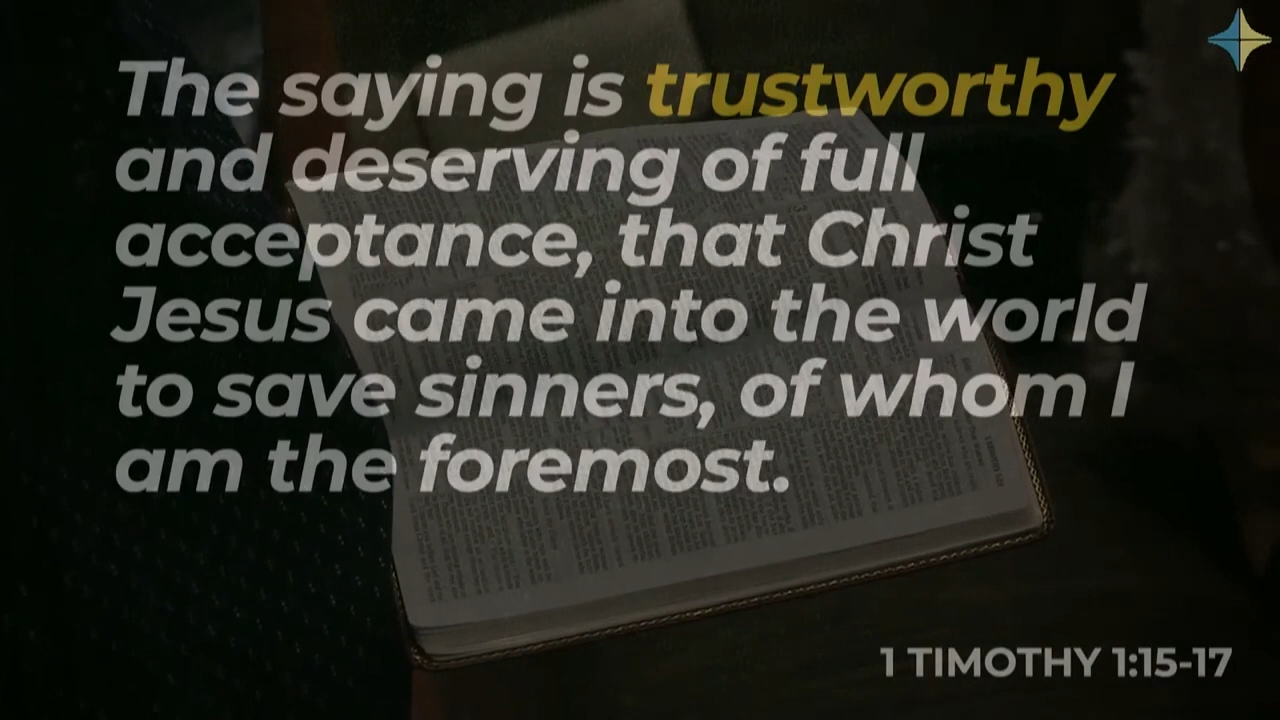 The saying is trustworthy
and deserving of full
acceptance, that Christ
Jesus came into the world
to save sinners, of whom I
am the foremost.
1 TIMOTHY 1:15-17